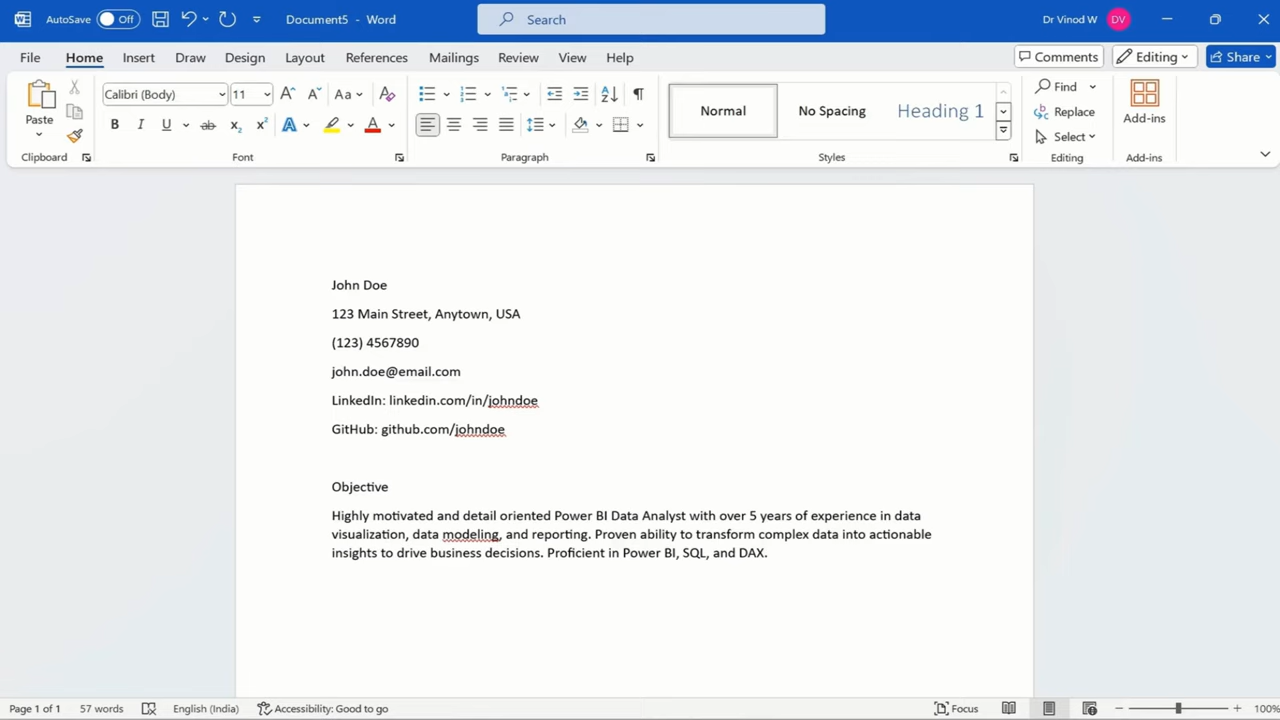 AutoSave Off Document5 - Word Search Dr Vinod W DV
File Home Insert Draw Design Layout References Mailings Review View Help Comments Editing Share
Paste Calibri (Body) 11 Aa Normal No Spacing Heading 1 Find Replace Select Add-ins
Clipboard Font Paragraph Styles Editing Add-ins
John Doe
123 Main Street, Anytown, USA
(123) 4567890
john.doe@email.com
LinkedIn: linkedin.com/in/johndoe
GitHub: github.com/johndoe
Objective
Highly motivated and detail oriented Power BI Data Analyst with over 5 years of experience in data
visualization, data modeling, and reporting. Proven ability to transform complex data into actionable
insights to drive business decisions. Proficient in Power BI, SQL, and DAX.
Page 1 of 1 57 words English (India) Accessibility: Good to go Focus 100%